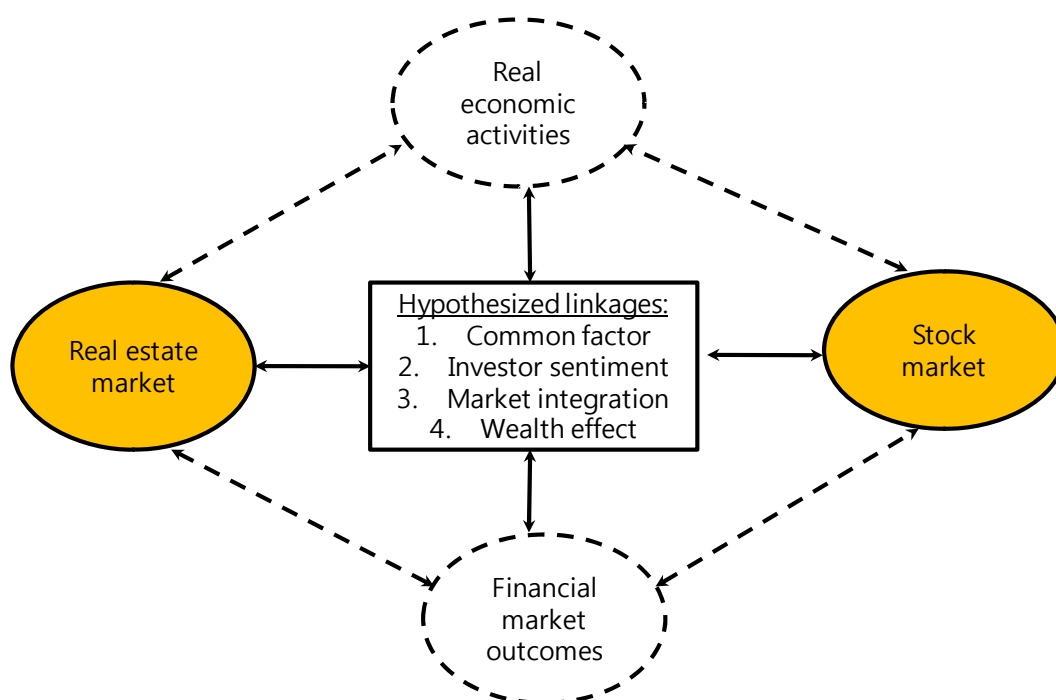 Real
economic
activities
Hypothesized linkages:
1. Common factor
2. Investor sentiment
3. Market integration
4. Wealth effect
Real estate
market
Stock
market
Financial
market
outcomes